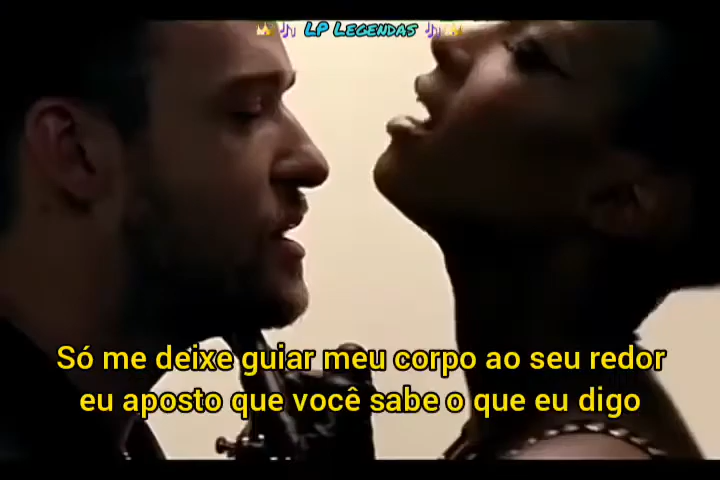 LP Legendas
Só me deixe guiar meu corpo ao seu redor
eu aposto que você sabe o que eu digo